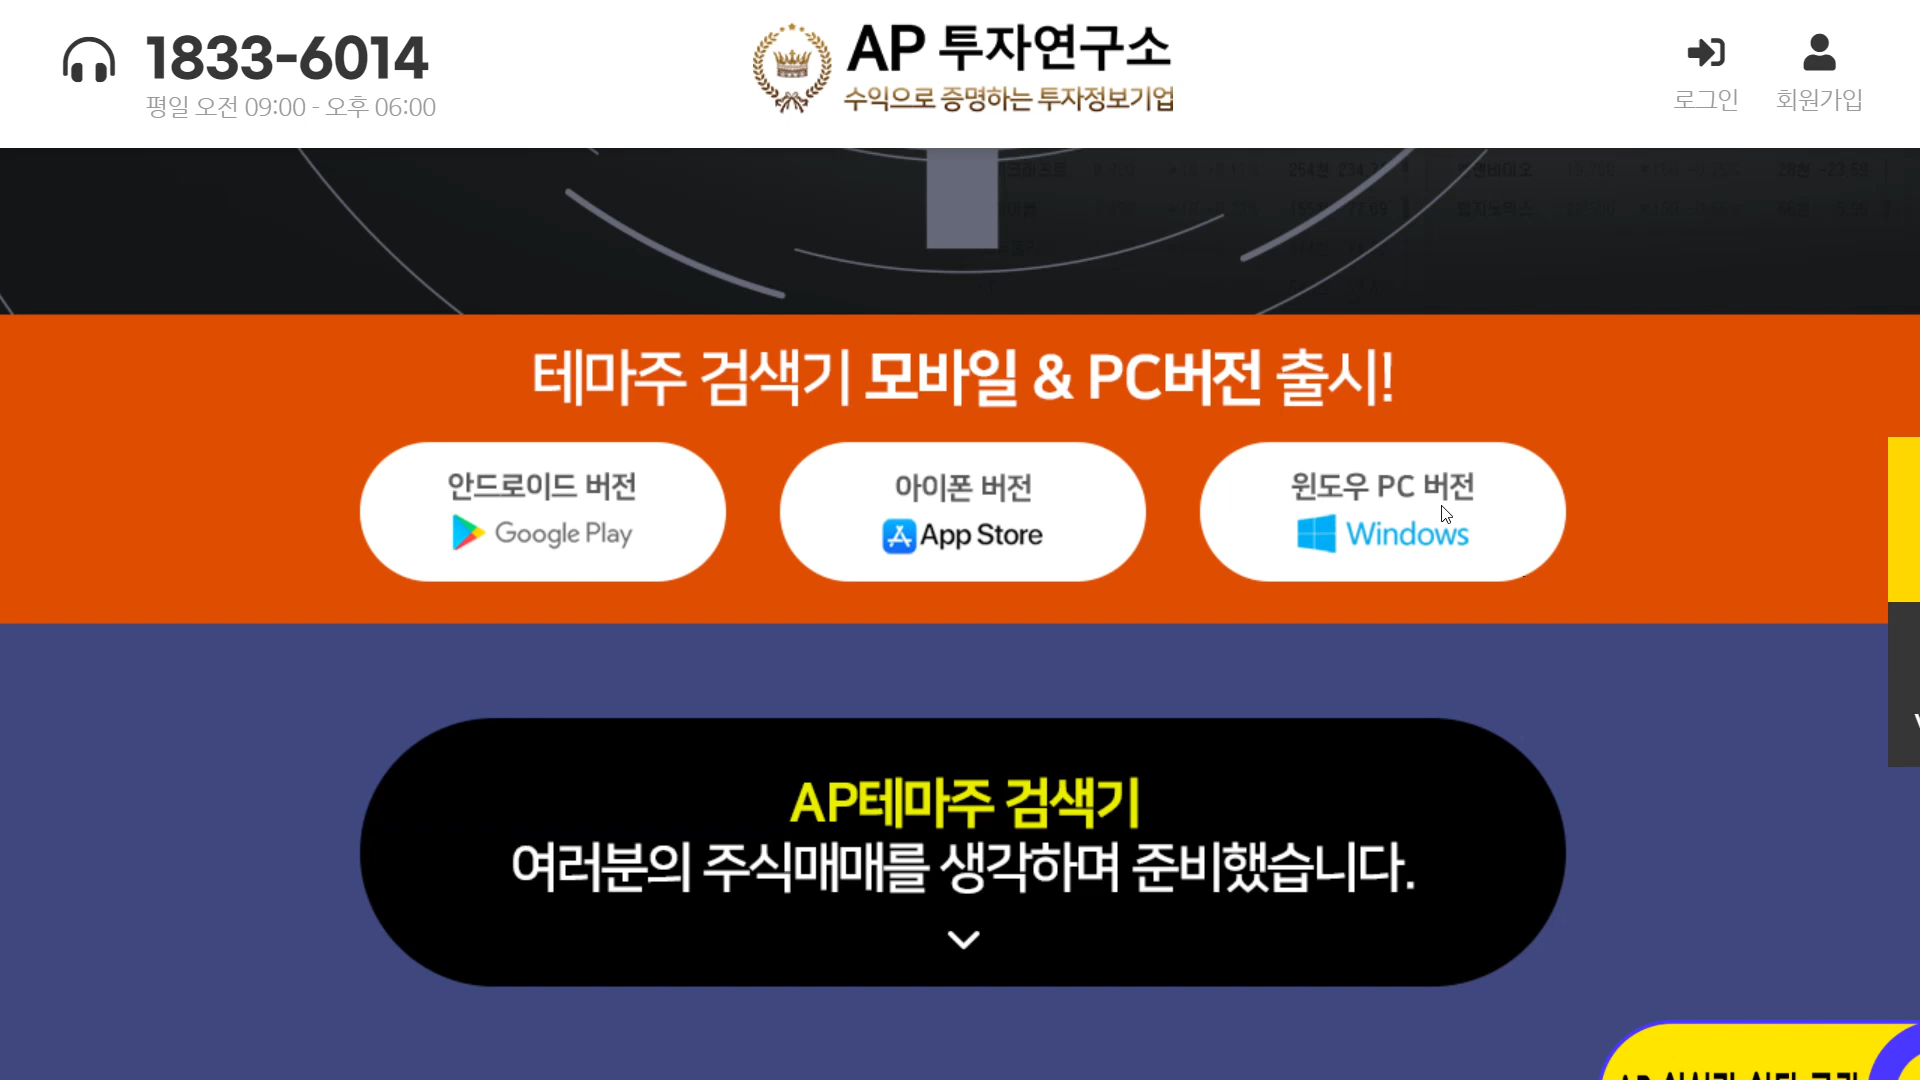 1833-6014
평일 오전 09:00 - 오후 06:00
AP 투자연구소
수익으로 증명하는 투자정보기업
로그인
회원가입
테마주 검색기 모바일 & PC버전 출시!
안드로이드 버전
Google Play
아이폰 버전
App Store
윈도우 PC 버전
Windows
AP테마주 검색기
여러분의 주식매매를 생각하며 준비했습니다.